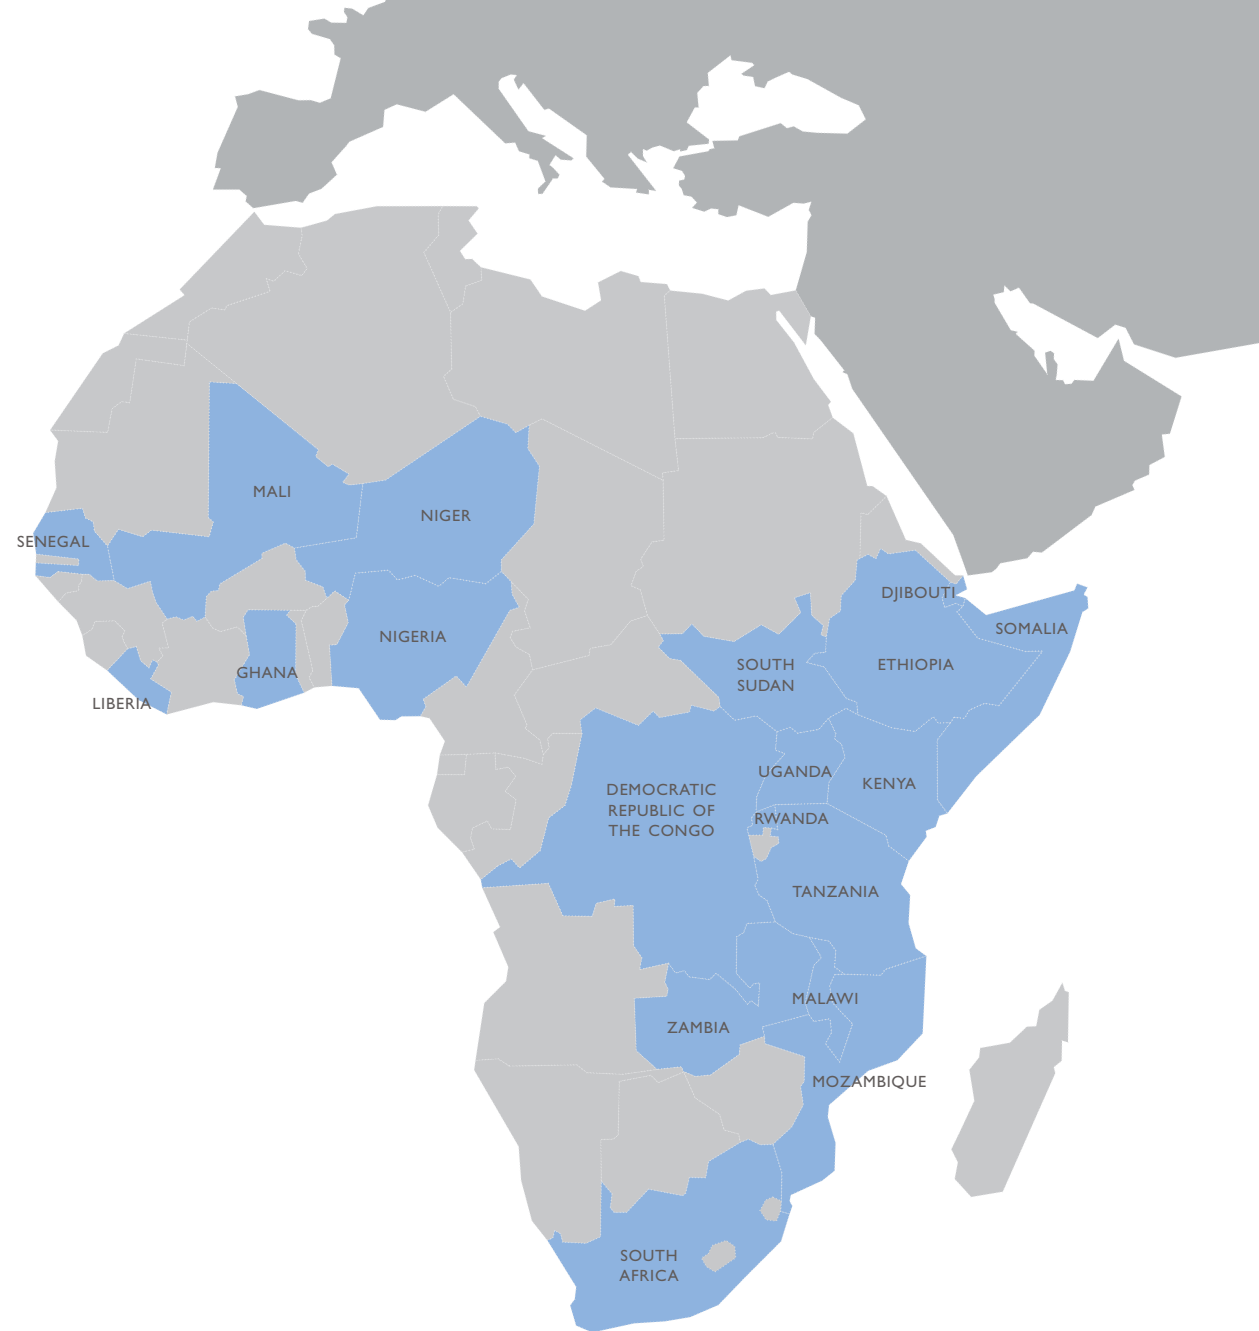 MALI
NIGER
SENEGAL
DJIBOUTI
SOMALIA
NIGERIA
GHANA
SOUTH
SUDAN
ETHIOPIA
LIBERIA
UGANDA
KENYA
DEMOCRATIC
REPUBLIC OF
THE CONGO
RWANDA
TANZANIA
MALAWI
ZAMBIA
MOZAMBIQUE
SOUTH
AFRICA